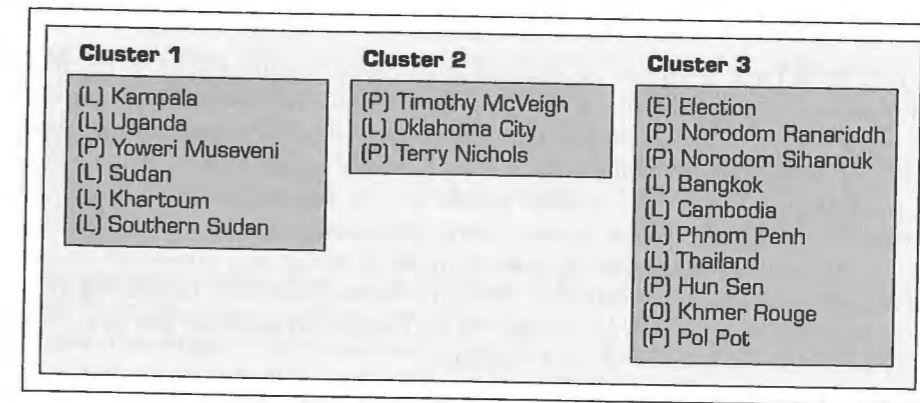 Cluster 1
(L) Kampala
(L) Uganda
(P) Yoweri Museveni
(L) Sudan
(L) Khartoum
(L) Southern Sudan
Cluster 2
(P) Timothy McVeigh
(L) Oklahoma City
(P) Terry Nichols
Cluster 3
(E) Election
(P) Norodom Ranariddh
(P) Norodom Sihanouk
(L) Bangkok
(L) Cambodia
(L) Phnom Penh
(L) Thailand
(P) Hun Sen
(O) Khmer Rouge
(P) Pol Pot